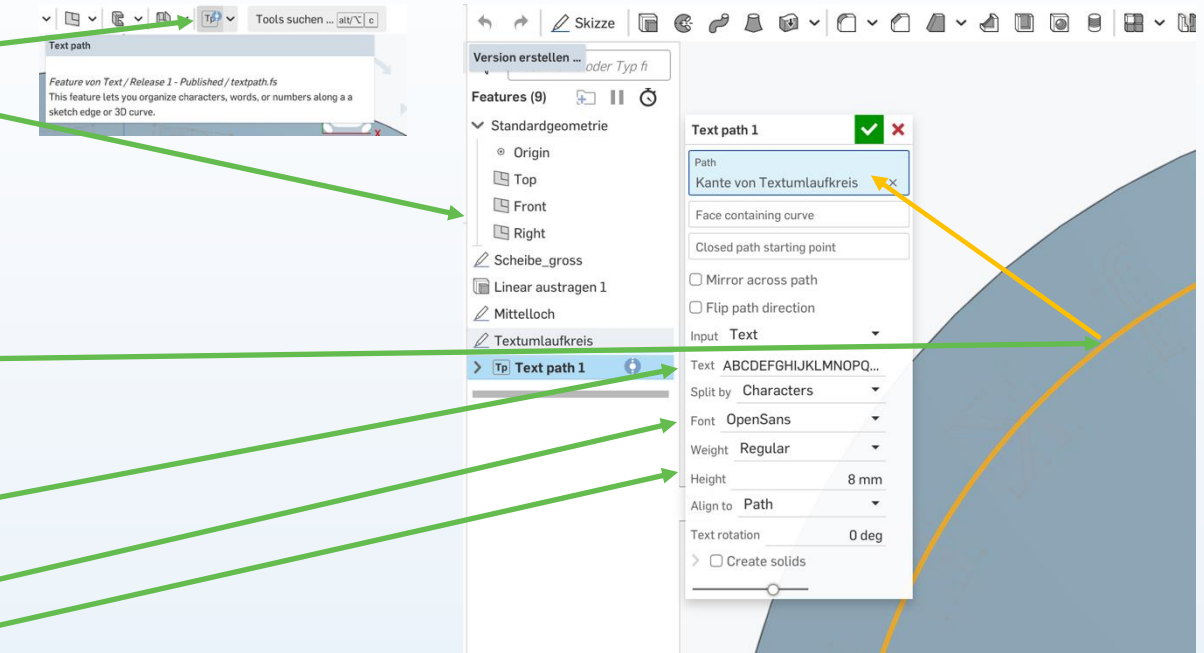 Tp
Tools suchen ... alt/⌥ c
Text path
Feature von Text / Release 1 - Published / textpath.fs
This feature lets you organize characters, words, or numbers along a a
sketch edge or 3D curve.
x
Skizze
Version erstellen ...
oder Typ fi
Features (9)
Standardgeometrie
Origin
Top
Front
Right
Scheibe_gross
Linear austragen 1
Mittelloch
Textumlaufkreis
Tp Text path 1
Text path 1
Path
Kante von Textumlaufkreis
Face containing curve
Closed path starting point
Mirror across path
Flip path direction
Input Text
Text ABCDEFGHIJKLMNOPQ...
Split by Characters
Font OpenSans
Weight Regular
Height 8 mm
Align to Path
Text rotation 0 deg
Create solids